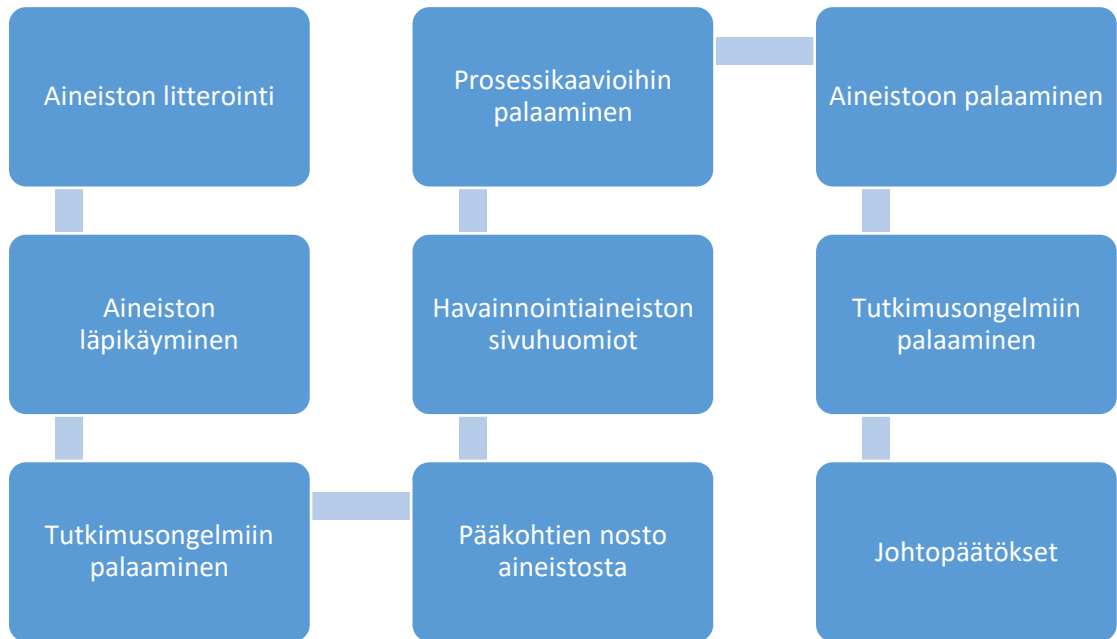 Aineiston litterointi
Aineiston
läpikäyminen
Tutkimusongelmiin
palaaminen
Pääkohtien nosto
aineistosta
Havainnointiaineiston
sivuhuomiot
Prosessikaavioihin
palaaminen
Aineistoon palaaminen
Tutkimusongelmiin
palaaminen
Johtopäätökset